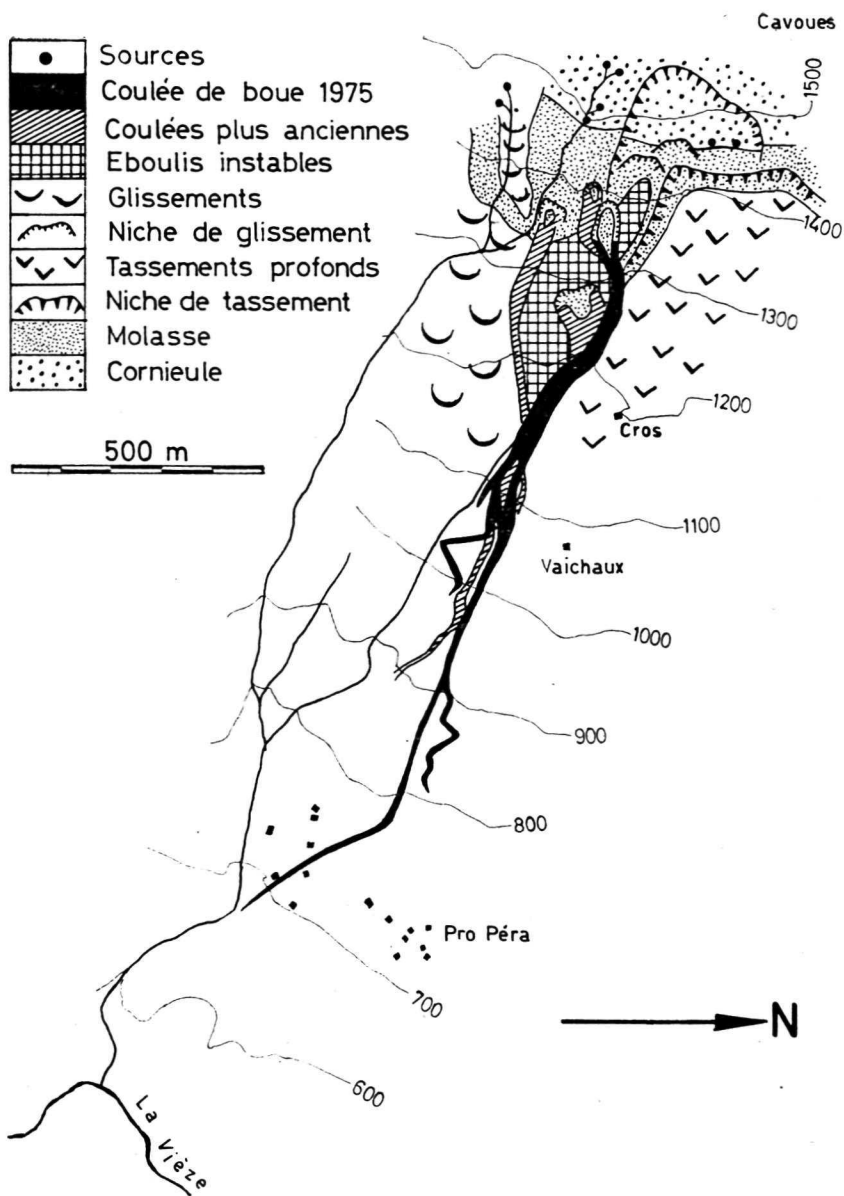 Cavoues
Sources
Coulée de boue 1975
Coulées plus anciennes
Eboulis instables
Glissements
Niche de glissement
Tassements profonds
Niche de tassement
Molasse
Cornieule
500 m
1500
1400
1300
1200
Cros
1100
Vaichaux
1000
900
800
Pro Péra
700
N
600
La Vièze